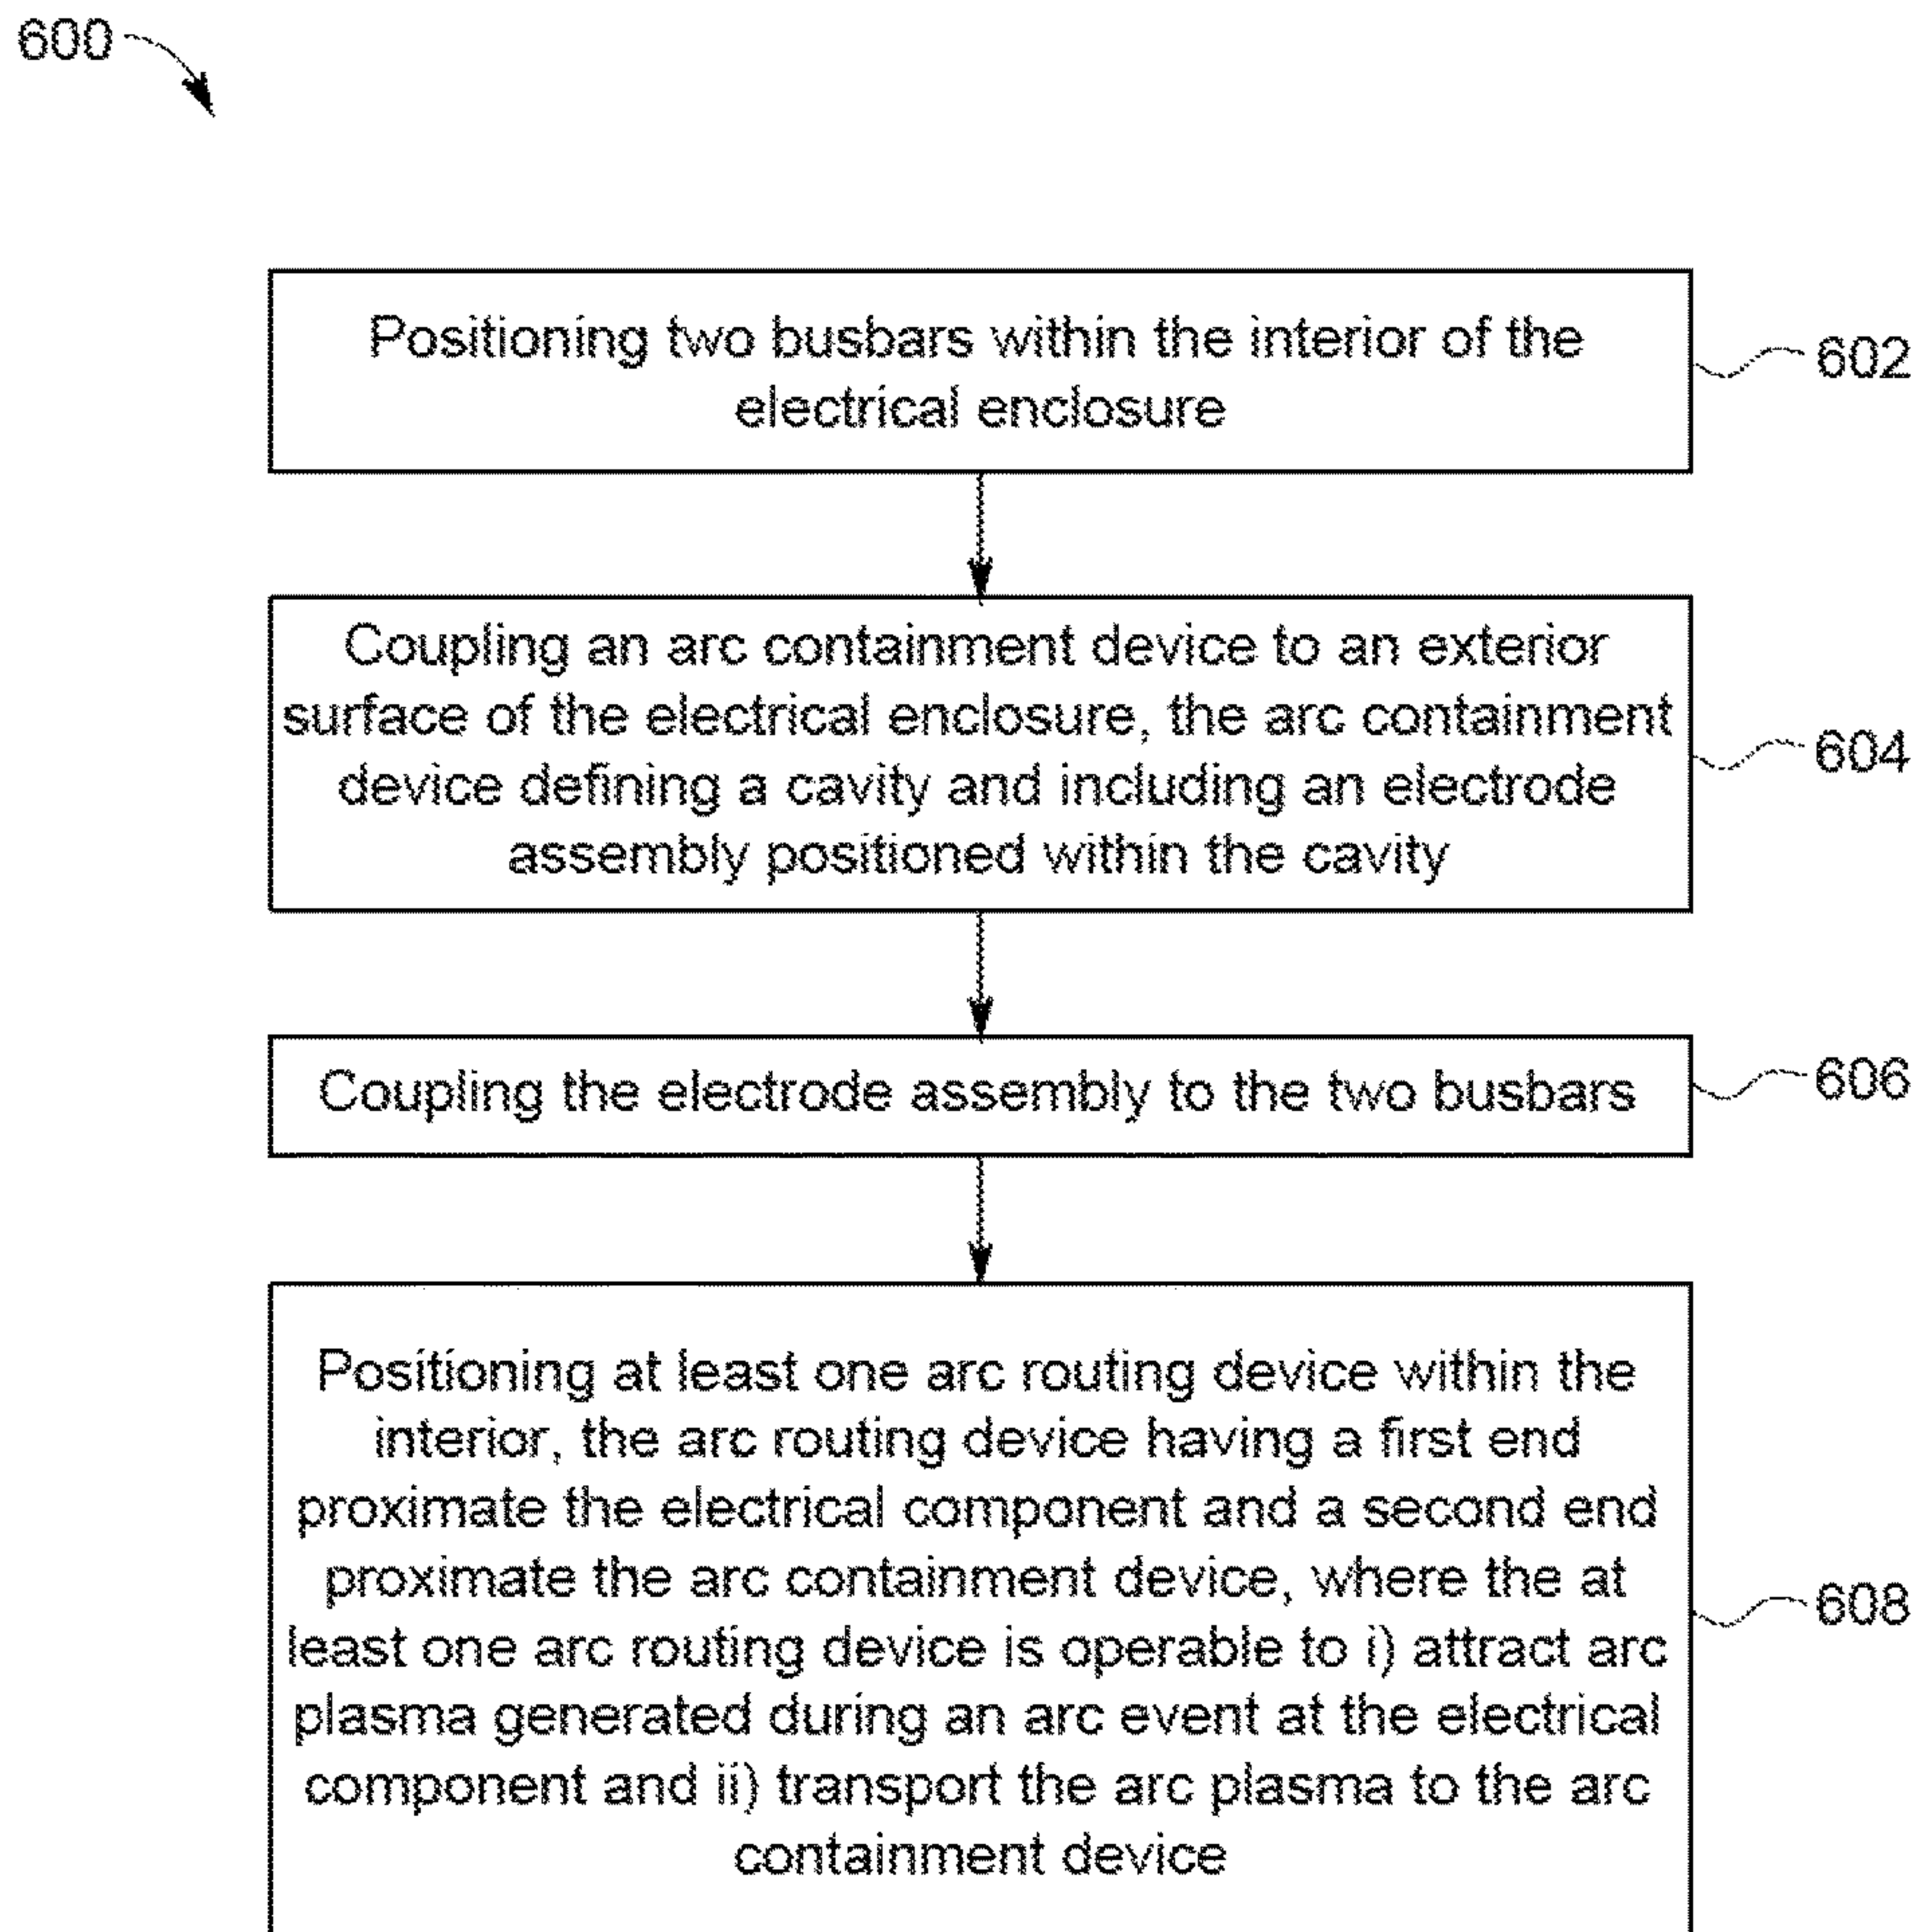 600
Positioning two busbars within the interior of the
electrical enclosure
602
Coupling an arc containment device to an exterior
surface of the electrical enclosure, the arc containment
device defining a cavity and including an electrode
assembly positioned within the cavity
604
Coupling the electrode assembly to the two busbars
606
Positioning at least one arc routing device within the
interior, the arc routing device having a first end
proximate the electrical component and a second end
proximate the arc containment device, where the at
least one arc routing device is operable to i) attract arc
plasma generated during an arc event at the electrical
component and ii) transport the arc plasma to the arc
containment device
608